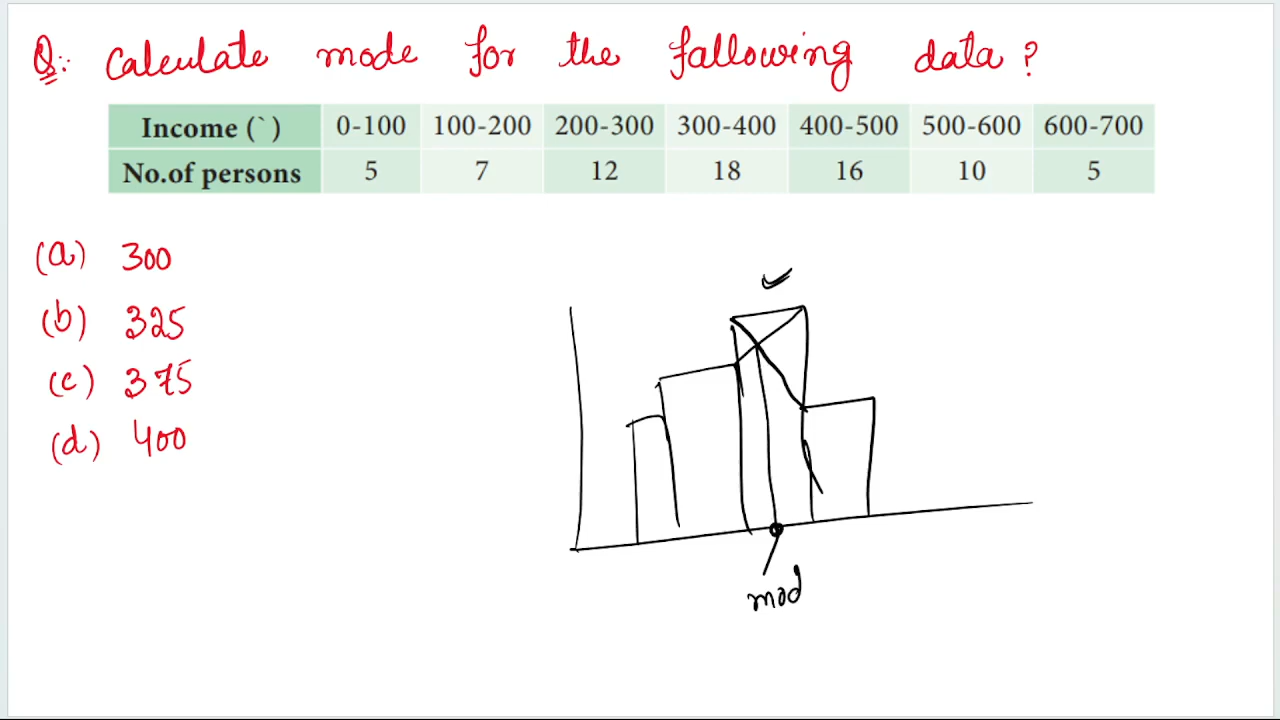 Q:. Calculate mode for the fallowing data ?
Income (`) 0-100 100-200 200-300 300-400 400-500 500-600 600-700
No.of persons 5 7 12 18 16 10 5
(a) 300
(b) 325
(c) 375
(d) 400
mod